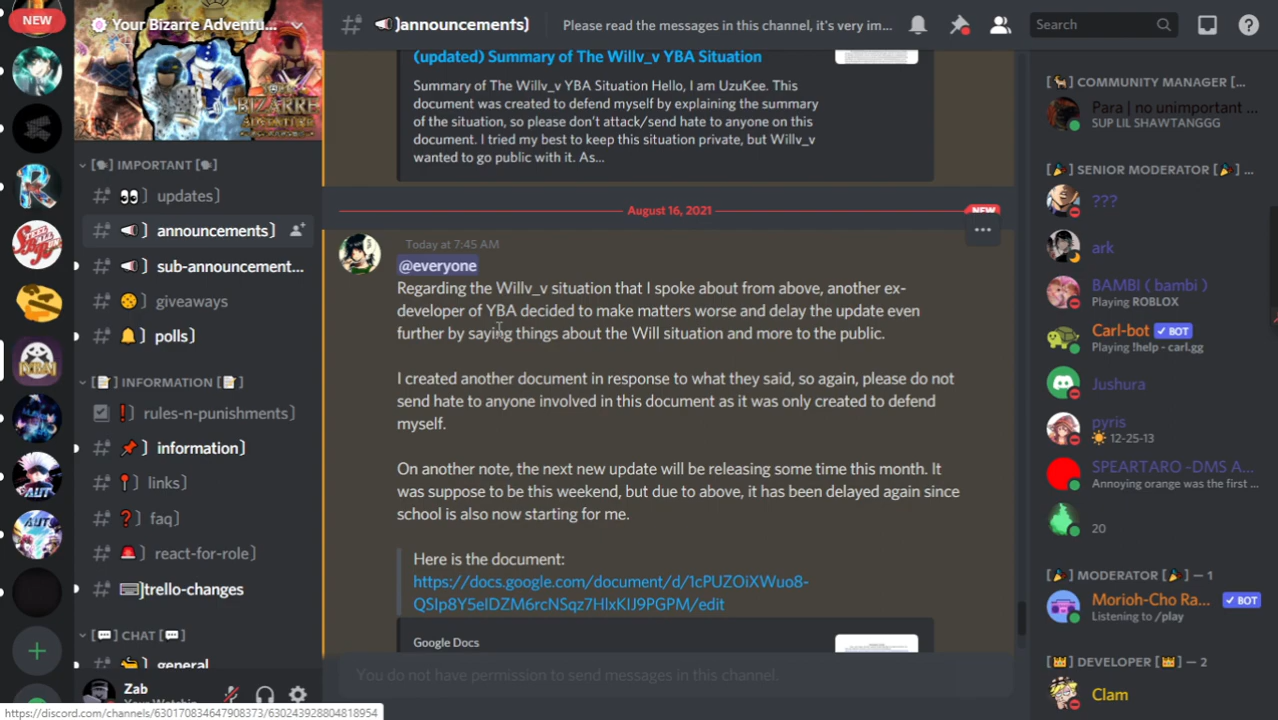 NEW
Your Bizarre Adventu...
BIZARRE
[🗣] IMPORTANT [🗣]
# 👀 ] updates]
# 📢 ] announcements]
# 📢 ] sub-announcement...
# 🍪 ] giveaways
# 🔔 ] polls]
[📝] INFORMATION [📝]
❗ ] rules-n-punishments]
# 📌 ] information]
# 📍 ] links]
# ❓ ] faq]
# 🚨 ] react-for-role]
# ⌨]trello-changes
[💬] CHAT [💬]
# general
Zab
# 📢]announcements]
Please read the messages in this channel, it's very im...
Search
(updated) Summary of The Willv_v YBA Situation
Summary of The Willv_v YBA Situation Hello, I am UzuKee. This
document was created to defend myself by explaining the summary
of the situation, so please don't attack/send hate to anyone on this
document. I tried my best to keep this situation private, but Willv_v
wanted to go public with it. As...
August 16, 2021
NEW
Today at 7:45 AM
@everyone
Regarding the Willv_v situation that I spoke about from above, another ex-
developer of YBA decided to make matters worse and delay the update even
further by saying things about the Will situation and more to the public.
I created another document in response to what they said, so again, please do not
send hate to anyone involved in this document as it was only created to defend
myself.
On another note, the next new update will be releasing some time this month. It
was suppose to be this weekend, but due to above, it has been delayed again since
school is also now starting for me.
Here is the document:
https://docs.google.com/document/d/1cPUZOiXWuo8-
QSIp8Y5eIDZM6rcNSqz7HlxKIJ9PGPM/edit
Google Docs
You do not have permission to send messages in this channel.
COMMUNITY MANAGER [...
Para | no unimportant ...
SUP LIL SHAWTANGGG
[🎉] SENIOR MODERATOR [🎉] ...
???
ark
BAMBI ( bambi )
Playing ROBLOX
Carl-bot ✓ BOT
Playing !help - carl.gg
Jushura
pyris
☀ 12-25-13
SPEARTARO -DMS A...
Annoying orange was the first ...
20
[🎉] MODERATOR [🎉] — 1
Morioh-Cho Ra... ✓ BOT
Listening to /play
[👑] DEVELOPER [👑] — 2
Clam
https://discord.com/channels/630170834647908373/630243928804818954